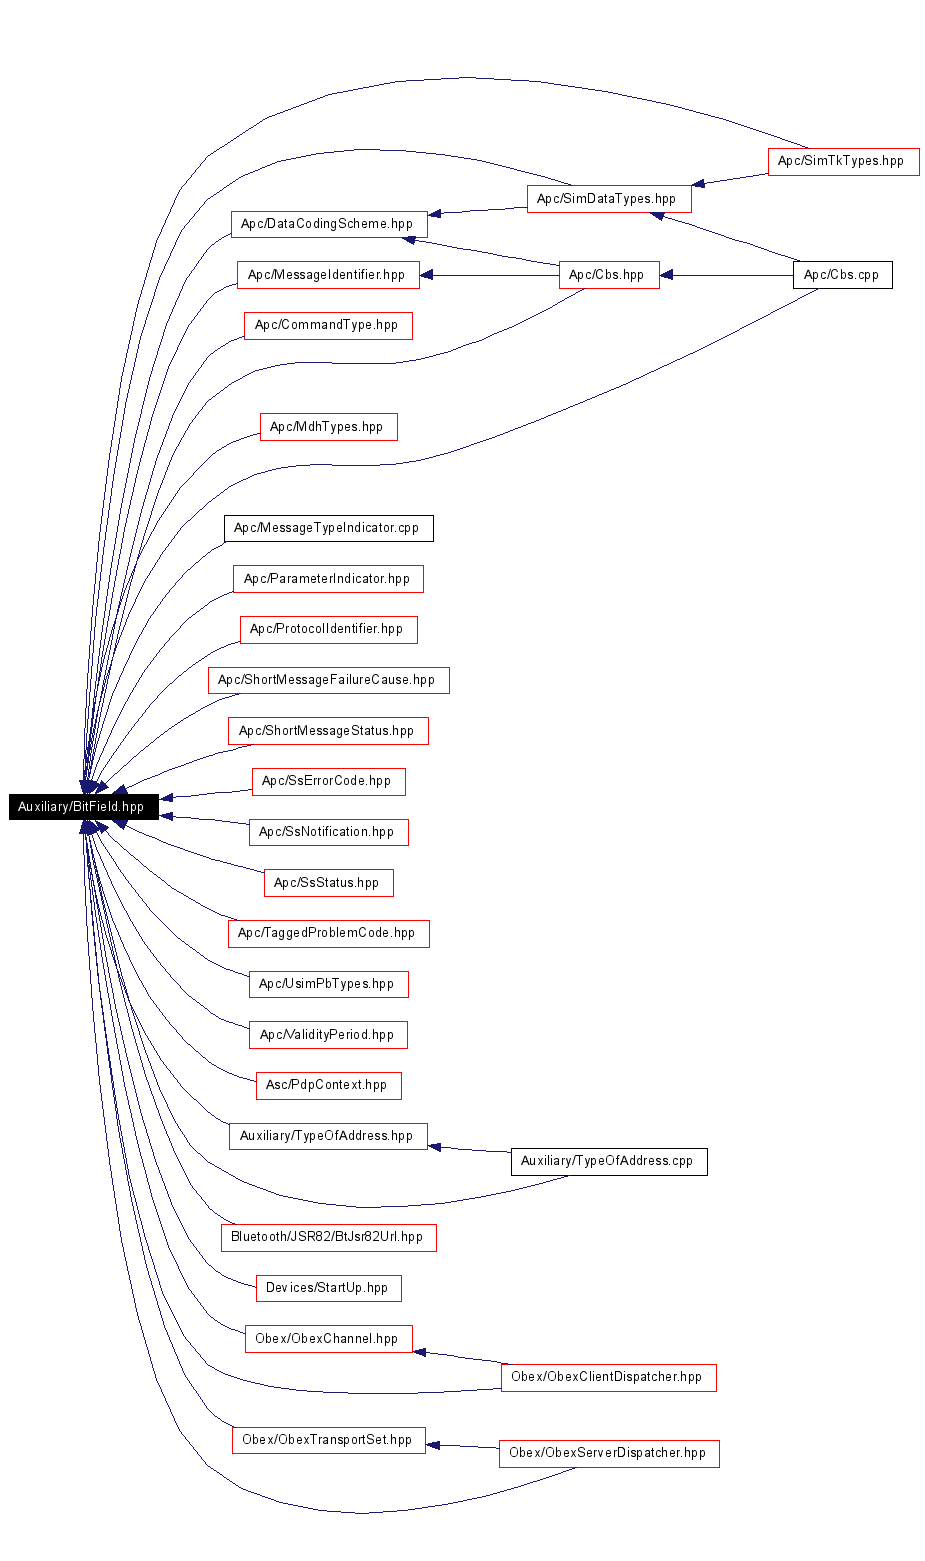 Apc/SimTkTypes.hpp
Apc/SimDataTypes.hpp
Apc/DataCodingScheme.hpp
Apc/MessageIdentifier.hpp
Apc/Cbs.hpp
Apc/Cbs.cpp
Apc/CommandType.hpp
Apc/MdhTypes.hpp
Apc/MessageTypeIndicator.cpp
Apc/ParameterIndicator.hpp
Apc/ProtocolIdentifier.hpp
Apc/ShortMessageFailureCause.hpp
Apc/ShortMessageStatus.hpp
Apc/SsErrorCode.hpp
Auxiliary/BitField.hpp
Apc/SsNotification.hpp
Apc/SsStatus.hpp
Apc/TaggedProblemCode.hpp
Apc/UsimPbTypes.hpp
Apc/ValidityPeriod.hpp
Asc/PdpContext.hpp
Auxiliary/TypeOfAddress.hpp
Auxiliary/TypeOfAddress.cpp
Bluetooth/JSR82/BtJsr82Url.hpp
Devices/StartUp.hpp
Obex/ObexChannel.hpp
Obex/ObexClientDispatcher.hpp
Obex/ObexTransportSet.hpp
Obex/ObexServerDispatcher.hpp